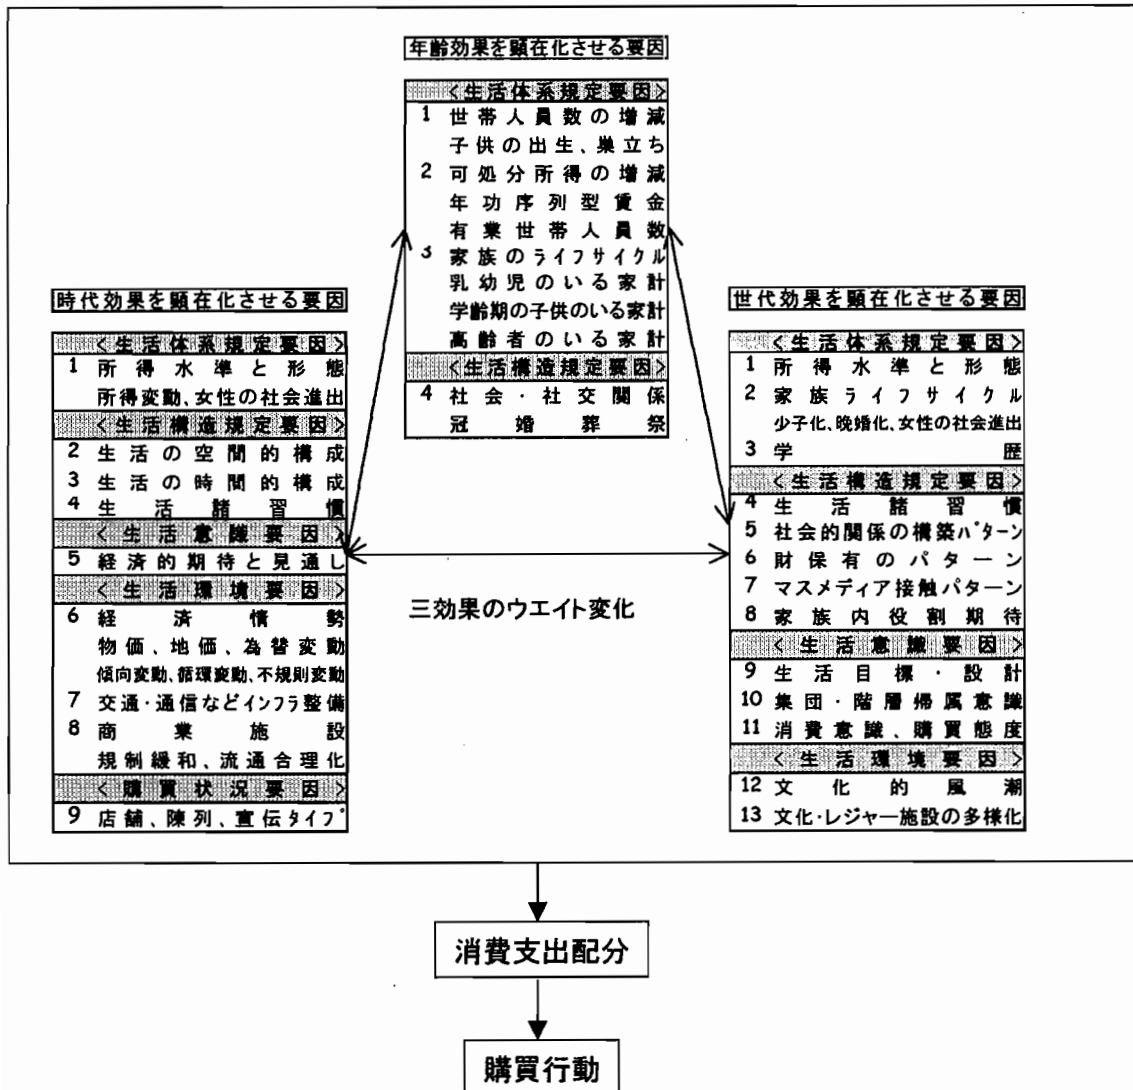 年齢効果を顕在化させる要因
<生活体系規定要因>
1 世帯人員数の増減
子供の出生、巣立ち
2 可処分所得の増減
年功序列型賃金
有業世帯人員数
3 家族のライフサイクル
乳幼児のいる家計
学齢期の子供のいる家計
高齢者のいる家計
<生活構造規定要因>
4 社会・社交関係
冠婚葬祭
時代効果を顕在化させる要因
<生活体系規定要因>
1 所得水準と形態
所得変動、女性の社会進出
<生活構造規定要因>
2 生活の空間的構成
3 生活の時間的構成
4 生活諸習慣
<生活意識要因>
5 経済的期待と見通し
<生活環境要因>
6 経済情勢
物価、地価、為替変動
傾向変動、循環変動、不規則変動
7 交通・通信などインフラ整備
8 商業施設
規制緩和、流通合理化
<購買状況要因>
9 店舗、陳列、宣伝タイプ
三効果のウエイト変化
世代効果を顕在化させる要因
<生活体系規定要因>
1 所得水準と形態
2 家族ライフサイクル
少子化、晩婚化、女性の社会進出
3 学歴
<生活構造規定要因>
4 生活諸習慣
5 社会的関係の構築パターン
6 財保有のパターン
7 マスメディア接触パターン
8 家族内役割期待
<生活意識要因>
9 生活目標・設計
10 集団・階層帰属意識
11 消費意識、購買態度
<生活環境要因>
12 文化的風潮
13 文化・レジャー施設の多様化
消費支出配分
購買行動